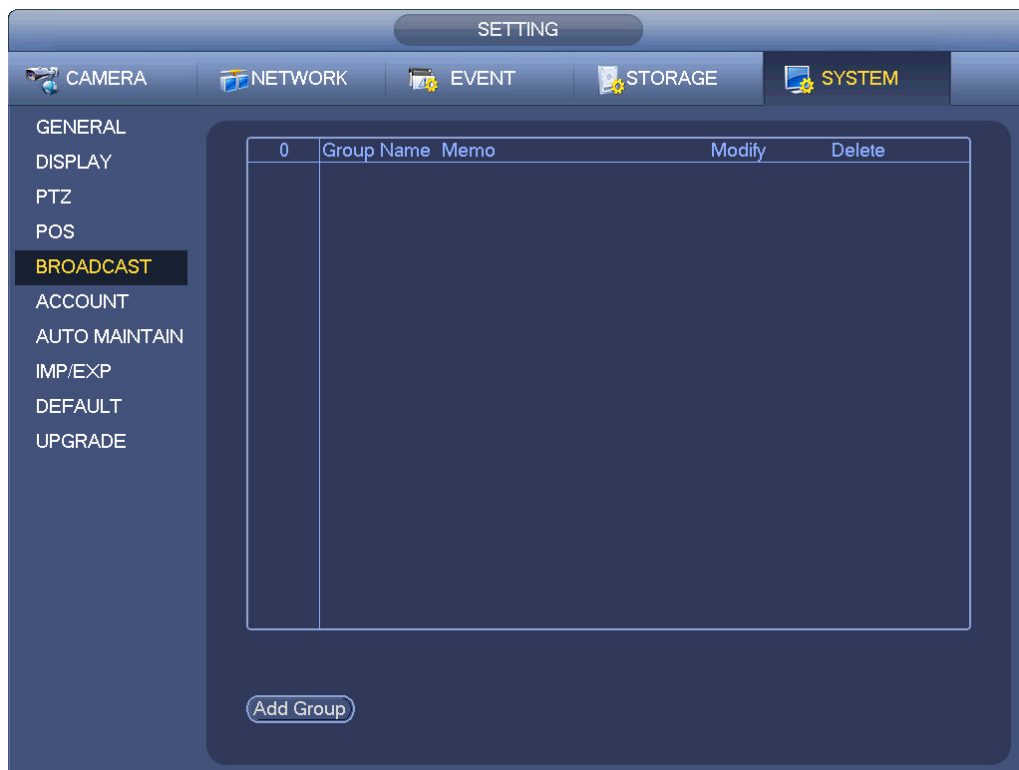 SETTING
CAMERA NETWORK EVENT STORAGE SYSTEM
GENERAL
DISPLAY
PTZ
POS
BROADCAST
ACCOUNT
AUTO MAINTAIN
IMP/EXP
DEFAULT
UPGRADE
0 Group Name Memo Modify Delete
Add Group